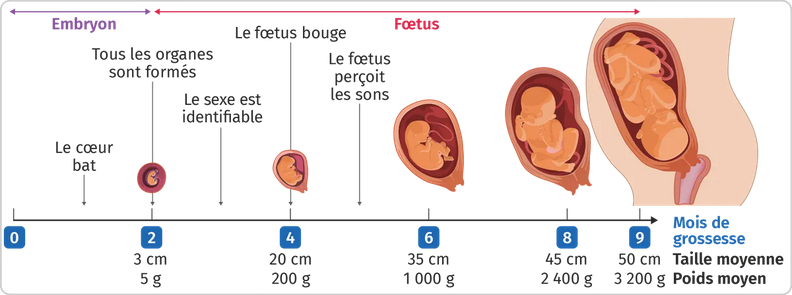 Embryon
Fœtus
Le fœtus bouge
Tous les organes
sont formés
Le fœtus
perçoit
les sons
Le sexe est
identifiable
Le cœur
bat
0 2 4 6 8 9 Mois de
grossesse
3 cm 20 cm 35 cm 45 cm 50 cm Taille moyenne
5 g 200 g 1 000 g 2 400 g 3 200 g Poids moyen